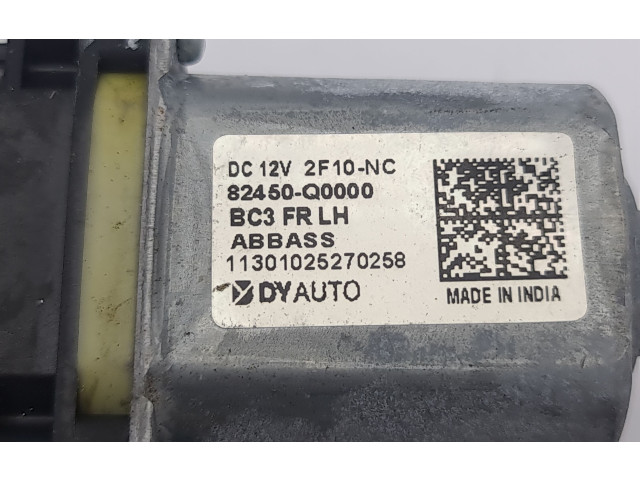 DC 12V 2F10-NC
82450-Q0000
BC3 FR LH
ABBASS
11301025270258
DYAUTO
MADE IN INDIA